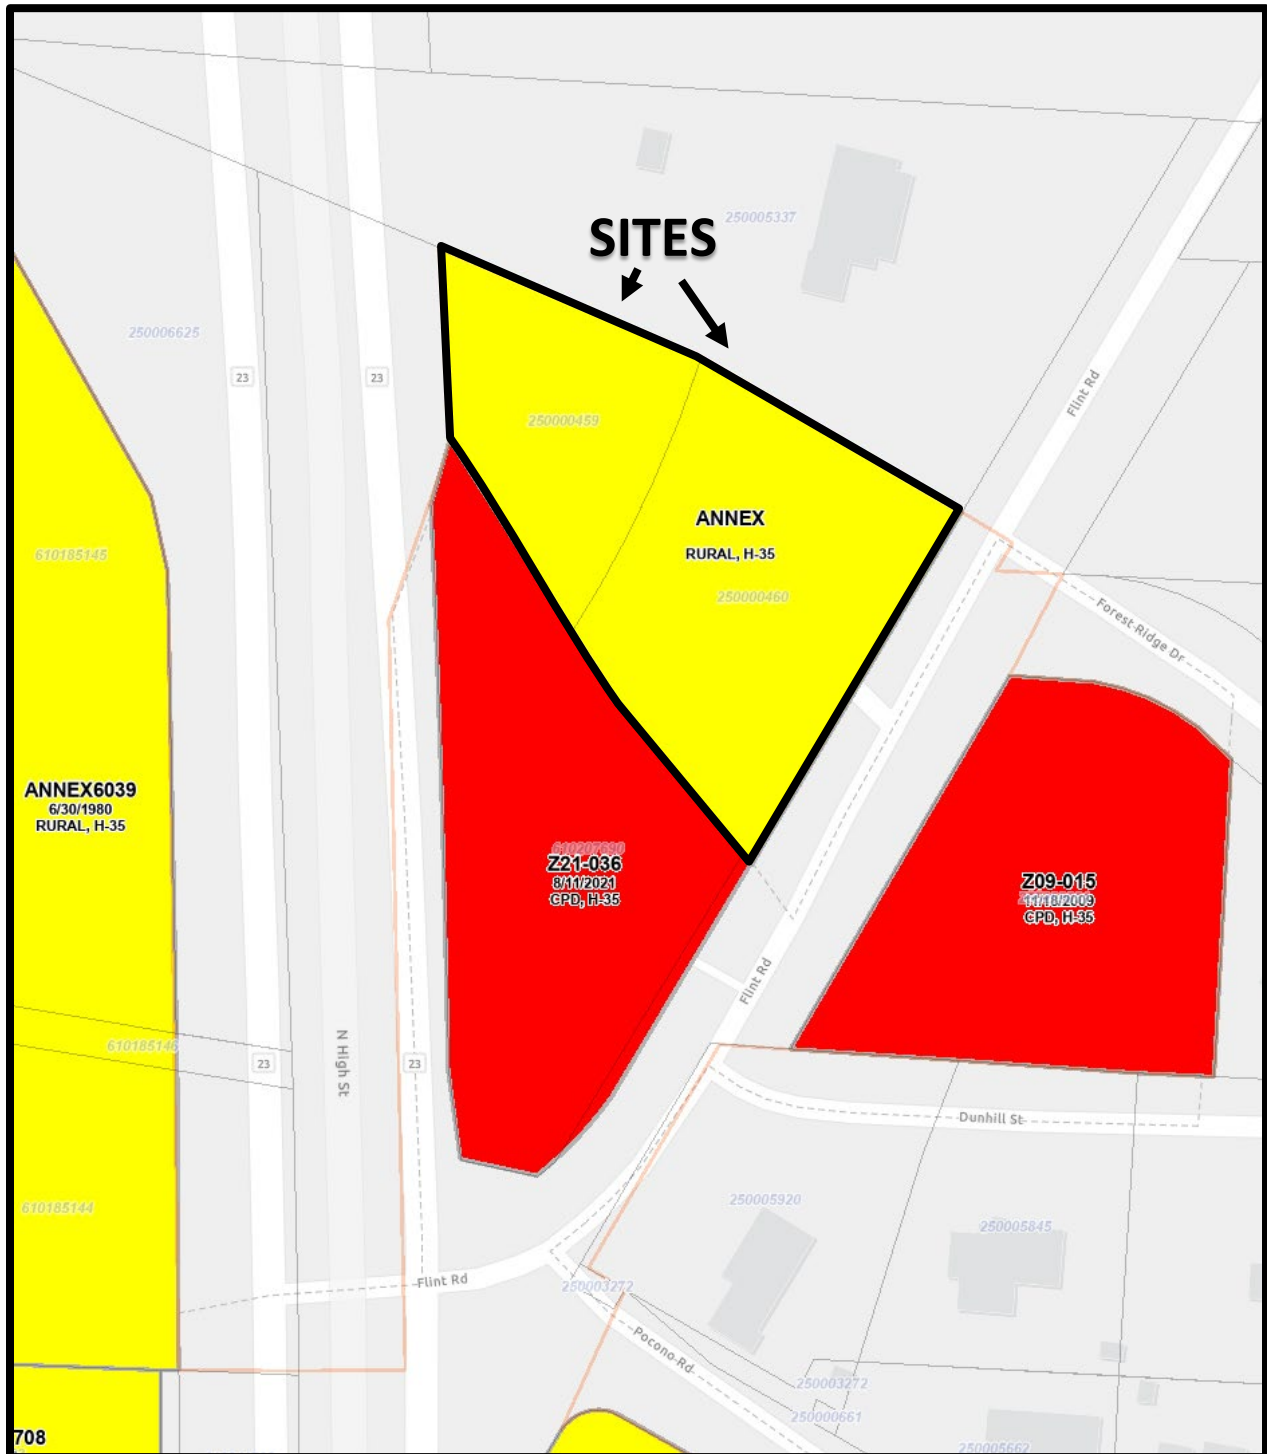 SITES
250005337
250006625
23
23
Flint Rd
250000459
ANNEX
RURAL, H-35
250000460
610185145
Forest Ridge Dr
ANNEX6039
6/30/1980
RURAL, H-35
610207690
Z21-036
8/11/2021
CPD, H-35
Z09-015
11/18/2009
CPD, H-35
Flint Rd
610185146
23
N High St
23
Dunhill St
610185144
250005920
250005845
Flint Rd
250003272
Pocono Rd
250003272
250000661
708
250005662